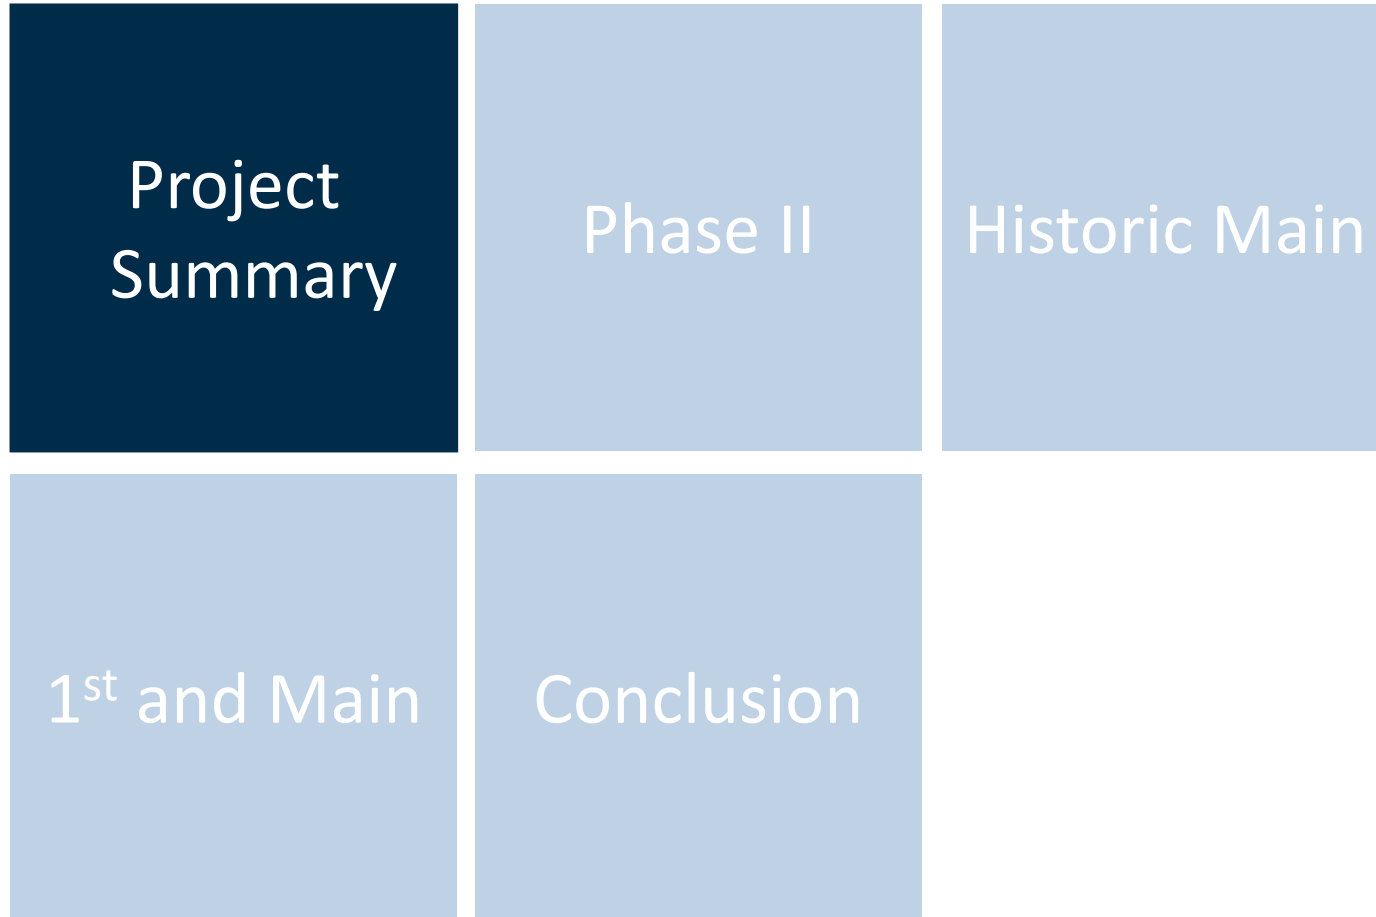 Project
Summary
Phase II
Historic Main
1st and Main
Conclusion